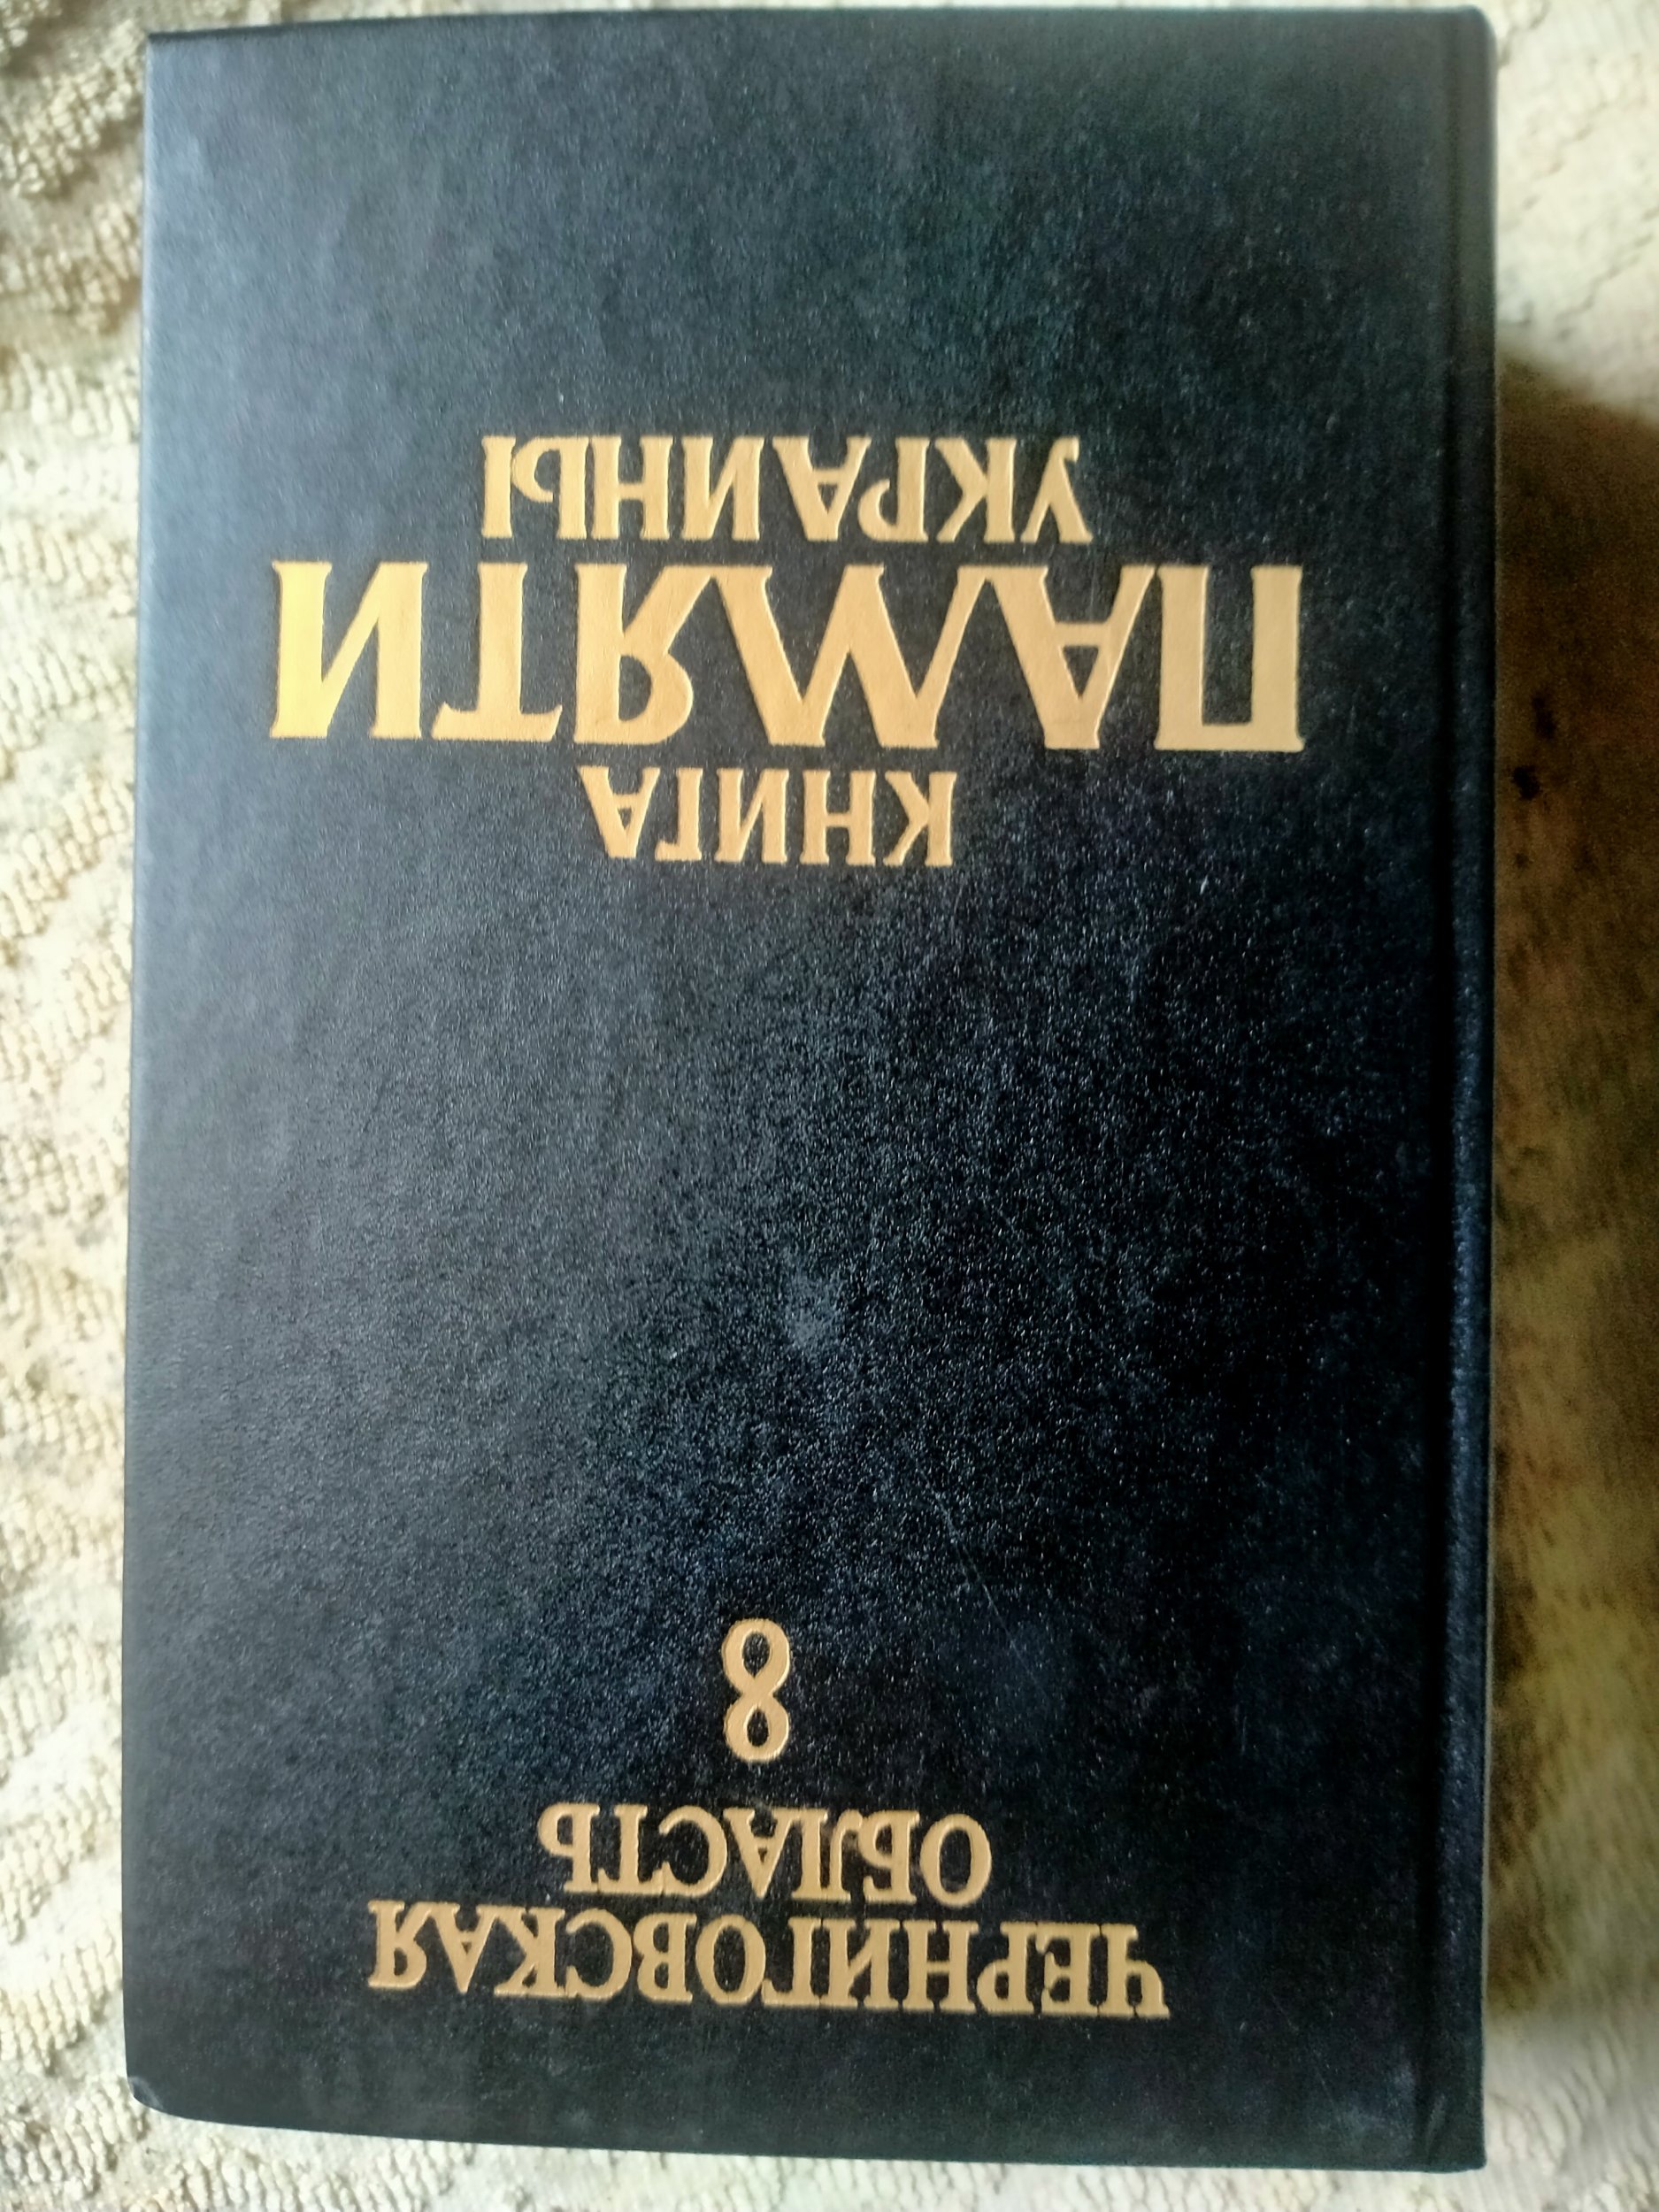 ЧЕРНИГОВСКАЯ
ОБЛАСТЬ
8
КНИГА
ПАМЯТИ
УКРАИНЫ